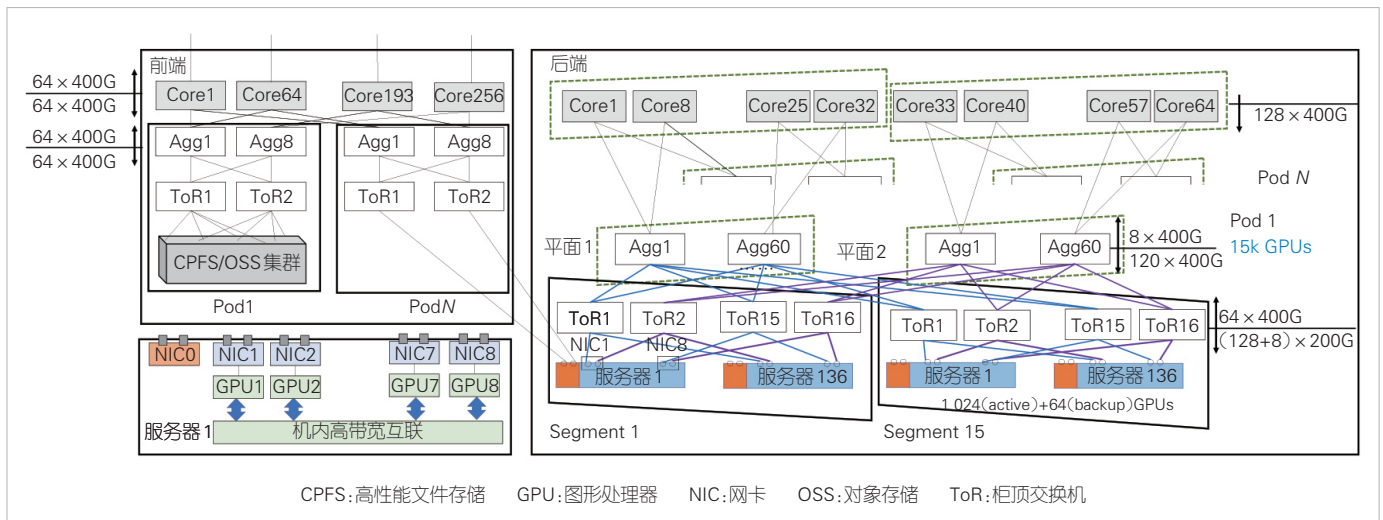 前端
64×400G
64×400G
Core1
Core64
Core193
Core256
64×400G
64×400G
Agg1
Agg8
Agg1
Agg8
ToR1
ToR2
ToR1
ToR2
CPFS/OSS集群
Pod1
PodN
NIC0
NIC1
NIC2
NIC7
NIC8
GPU1
GPU2
GPU7
GPU8
服务器1
机内高带宽互联
后端
Core1
Core8
Core25
Core32
Core33
Core40
Core57
Core64
128×400G
Pod N
Pod 1
15k GPUs
平面1
Agg1
Agg60
……
平面2
Agg1
Agg60
8×400G
120×400G
ToR1
ToR2
ToR15
ToR16
ToR1
ToR2
ToR15
ToR16
64×400G
(128+8)×200G
NIC1
NIC8
服务器1
服务器136
服务器1
服务器136
1 024(active)+64(backup)GPUs
Segment 1
Segment 15
CPFS:高性能文件存储 GPU:图形处理器 NIC:网卡 OSS:对象存储 ToR:柜顶交换机